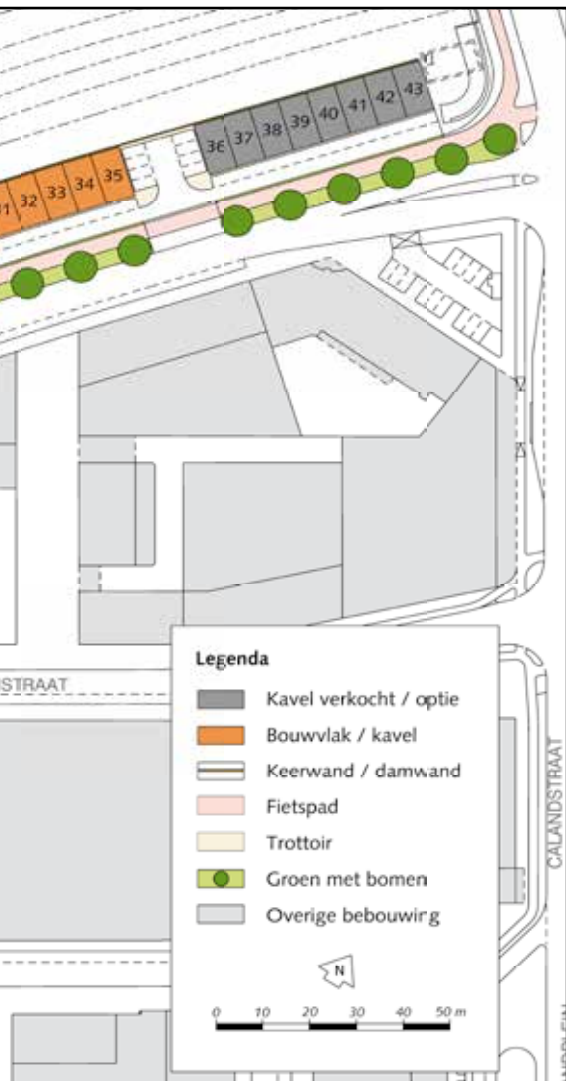 36 37 38 39 40 41 42 43
32 33 34 35
STRAAT
Legenda
Kavel verkocht / optie
Bouwvlak / kavel
Keerwand / damwand
Fietspad
Trottoir
Groen met bomen
Overige bebouwing
N
0 10 20 30 40 50 m
CALANDSTRAAT